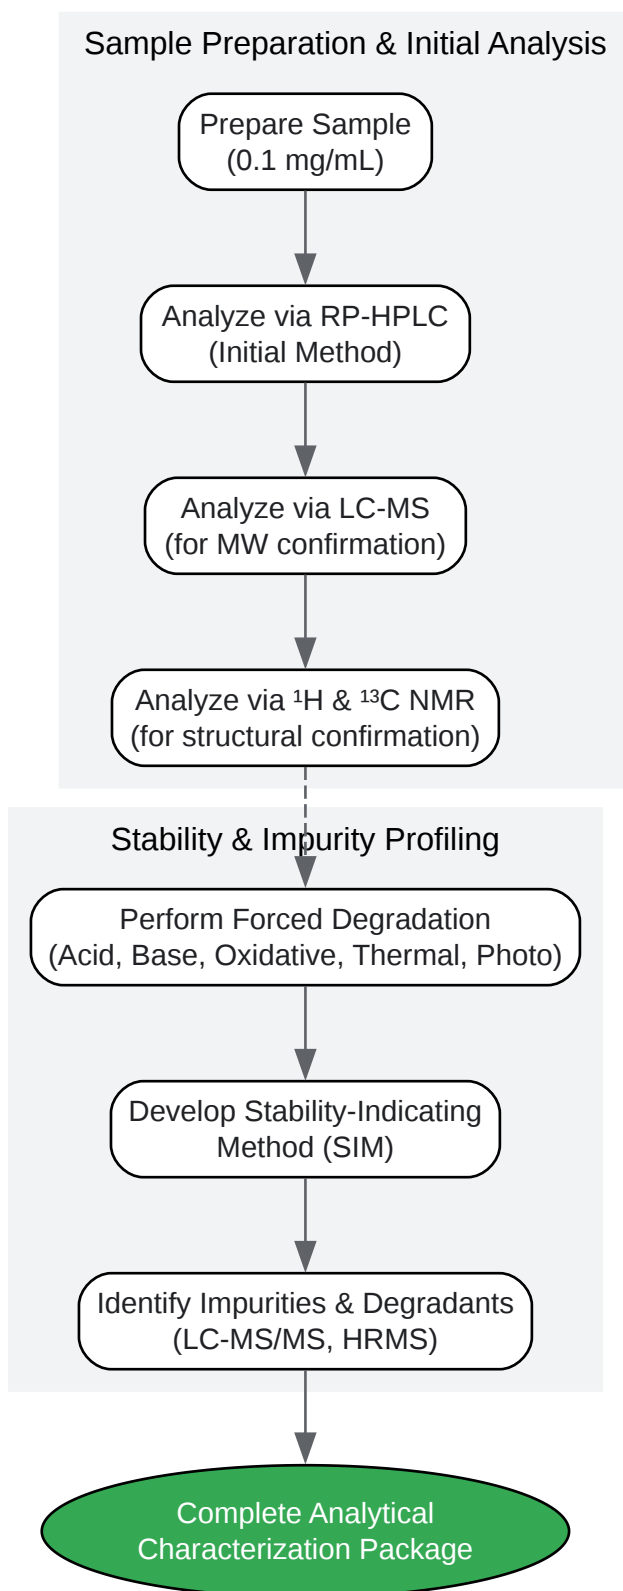 Sample Preparation & Initial Analysis
Prepare Sample
(0.1 mg/mL)
Analyze via RP-HPLC
(Initial Method)
Analyze via LC-MS
(for MW confirmation)
Analyze via ¹H & ¹³C NMR
(for structural confirmation)
Stability & Impurity Profiling
Perform Forced Degradation
(Acid, Base, Oxidative, Thermal, Photo)
Develop Stability-Indicating
Method (SIM)
Identify Impurities & Degradants
(LC-MS/MS, HRMS)
Complete Analytical
Characterization Package